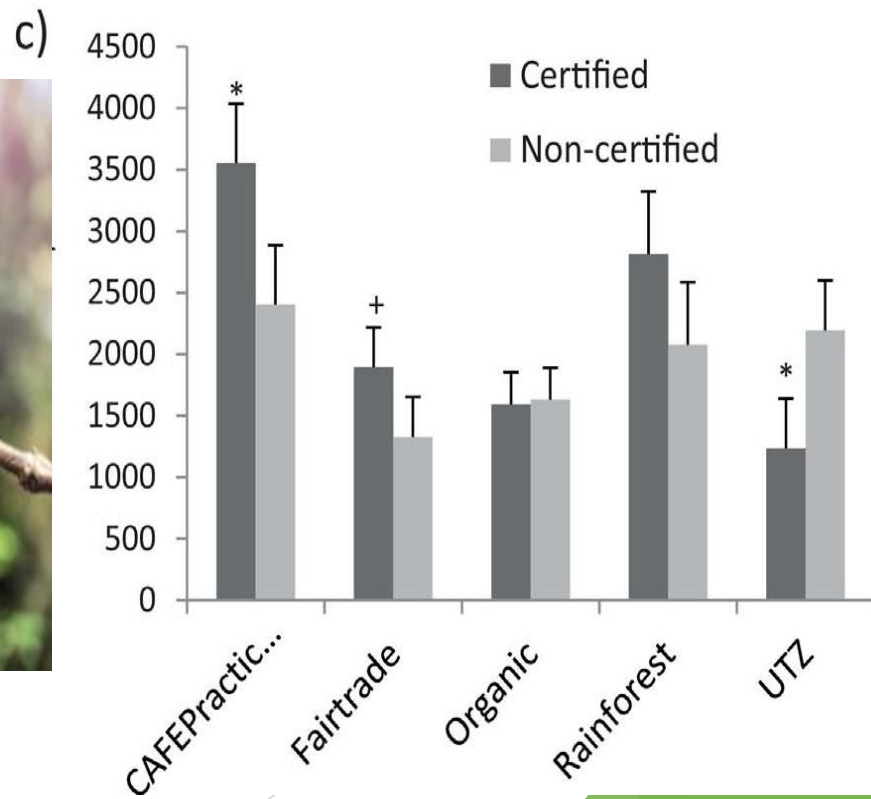 c)
4500
4000
3500
3000
2500
2000
1500
1000
500
0
Certified
Non-certified
*
+
*
CAFEPractic...
Fairtrade
Organic
Rainforest
UTZ